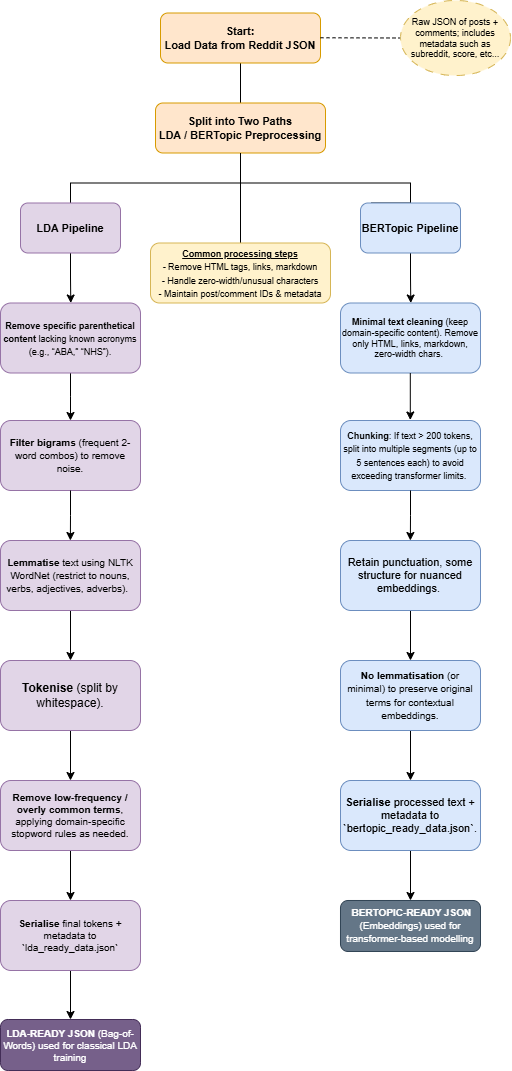 Start:
Load Data from Reddit JSON
Raw JSON of posts +
comments; includes
metadata such as
subreddit, score, etc...
Split into Two Paths
LDA / BERTopic Preprocessing
LDA Pipeline
Common processing steps
- Remove HTML tags, links, markdown
- Handle zero-width/unusual characters
- Maintain post/comment IDs & metadata
BERTopic Pipeline
Remove specific parenthetical
content lacking known acronyms
(e.g., “ABA,” “NHS”).
Filter bigrams (frequent 2-
word combos) to remove
noise.
Lemmatise text using NLTK
WordNet (restrict to nouns,
verbs, adjectives, adverbs).
Tokenise (split by
whitespace).
Remove low-frequency /
overly common terms,
applying domain-specific
stopword rules as needed.
Serialise final tokens +
metadata to
`lda_ready_data.json`
LDA-READY JSON (Bag-of-
Words) used for classical LDA
training
Minimal text cleaning (keep
domain-specific content). Remove
only HTML, links, markdown,
zero-width chars.
Chunking: If text > 200 tokens,
split into multiple segments (up to
5 sentences each) to avoid
exceeding transformer limits.
Retain punctuation, some
structure for nuanced
embeddings.
No lemmatisation (or
minimal) to preserve original
terms for contextual
embeddings.
Serialise processed text +
metadata to
`bertopic_ready_data.json`.
BERTOPIC-READY JSON
(Embeddings) used for
transformer-based modelling